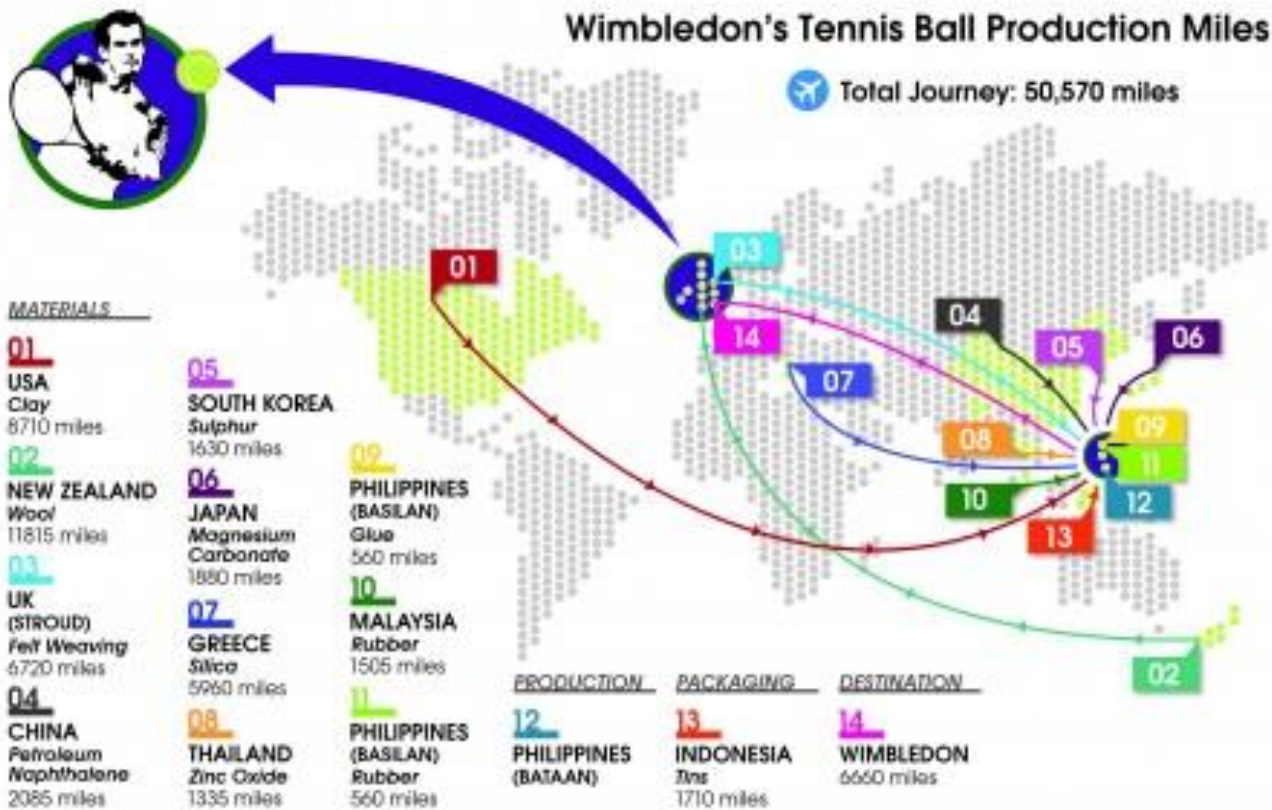 Wimbledon's Tennis Ball Production Miles
Total Journey: 50,570 miles
03
01
14
04
05
06
07
08
09
11
10
12
13
02
MATERIALS
01
USA
Clay
8710 miles
02
NEW ZEALAND
Wool
11815 miles
03
UK
(STROUD)
Felt Weaving
6720 miles
04
CHINA
Petroleum
Naphthalene
2085 miles
05
SOUTH KOREA
Sulphur
1630 miles
06
JAPAN
Magnesium
Carbonate
1880 miles
07
GREECE
Silica
5960 miles
08
THAILAND
Zinc Oxide
1335 miles
09
PHILIPPINES
(BASILAN)
Glue
560 miles
10
MALAYSIA
Rubber
1505 miles
11
PHILIPPINES
(BASILAN)
Rubber
560 miles
PRODUCTION
12
PHILIPPINES
(BATAAN)
PACKAGING
13
INDONESIA
Tins
1710 miles
DESTINATION
14
WIMBLEDON
6660 miles